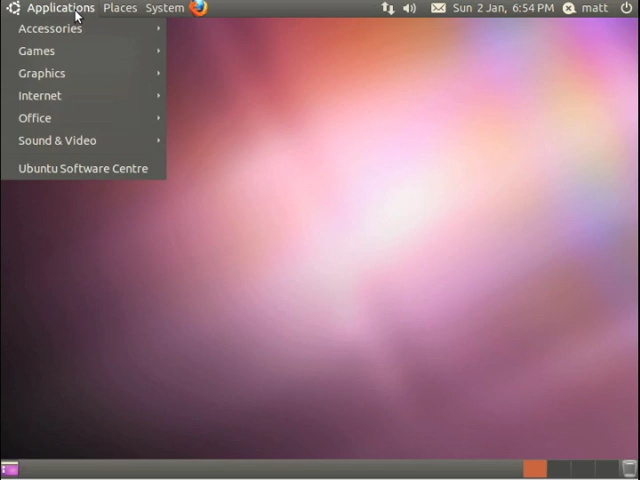 Applications Places System Sun 2 Jan, 6:54 PM matt
Accessories
Games
Graphics
Internet
Office
Sound & Video
Ubuntu Software Centre